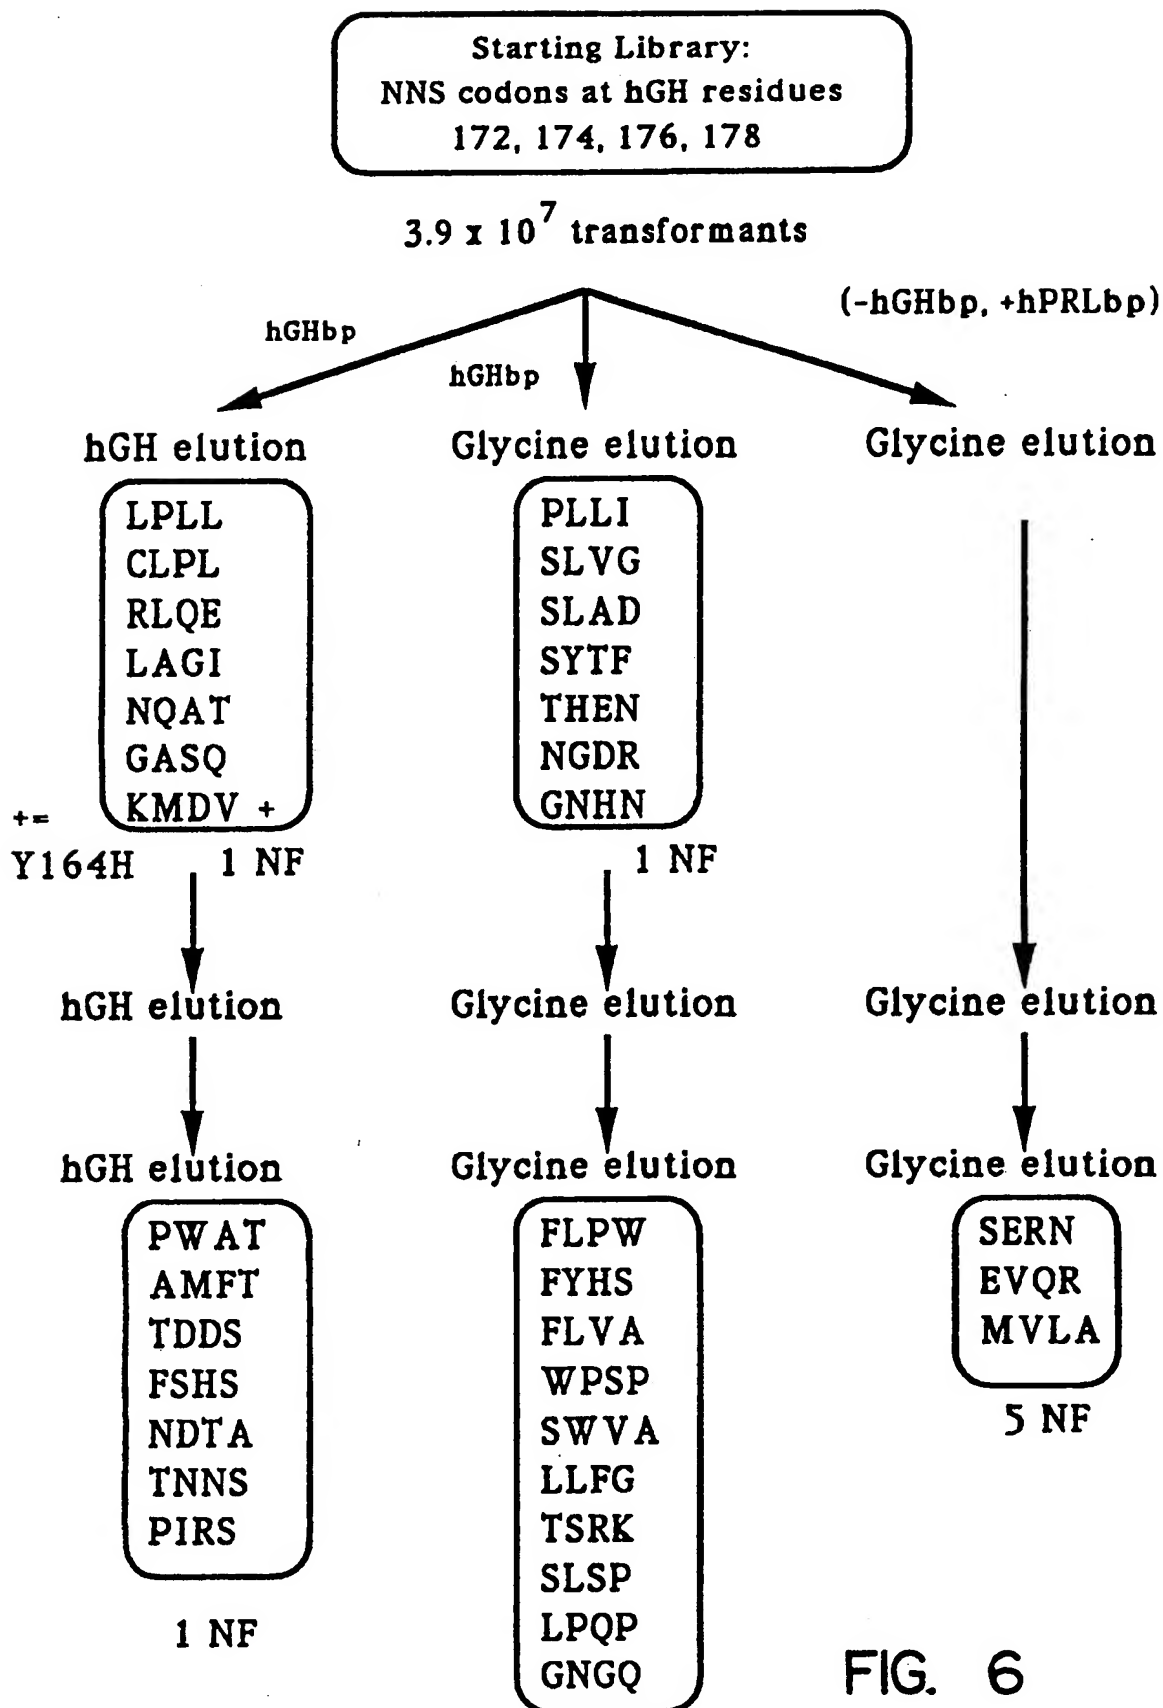 Starting Library:
NNS codons at hGH residues
172, 174, 176, 178
3.9 x 10^7 transformants
(-hGHbp, +hPRLbp)
hGHbp
hGHbp
hGH elution
Glycine elution
Glycine elution
LPLL
CLPL
RLQE
LAGI
NQAT
GASQ
KMDV +
+=
Y164H
1 NF
PLLI
SLVG
SLAD
SYTF
THEN
NGDR
GNHN
1 NF
hGH elution
Glycine elution
Glycine elution
hGH elution
Glycine elution
Glycine elution
PWAT
AMFT
TDDS
FSHS
NDTA
TNNS
PIRS
1 NF
FLPW
FYHS
FLVA
WPSP
SWVA
LLFG
TSRK
SLSP
LPQP
GNGQ
SERN
EVQR
MVLA
5 NF
FIG. 6